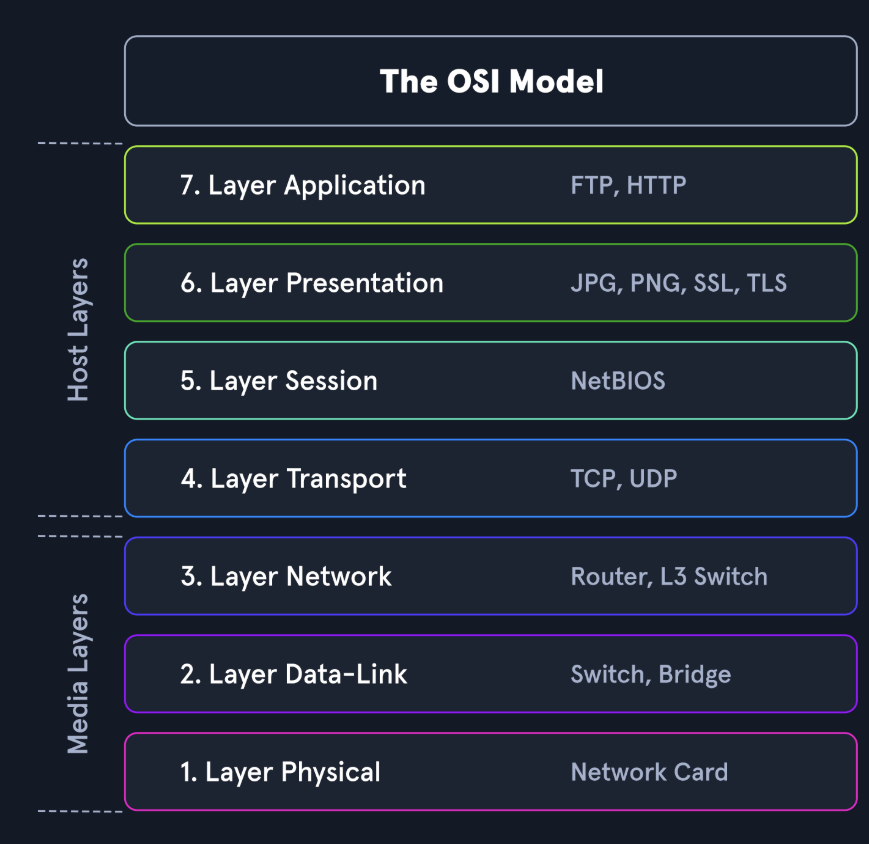 The OSI Model
Host Layers
7. Layer Application FTP, HTTP
6. Layer Presentation JPG, PNG, SSL, TLS
5. Layer Session NetBIOS
4. Layer Transport TCP, UDP
Media Layers
3. Layer Network Router, L3 Switch
2. Layer Data-Link Switch, Bridge
1. Layer Physical Network Card